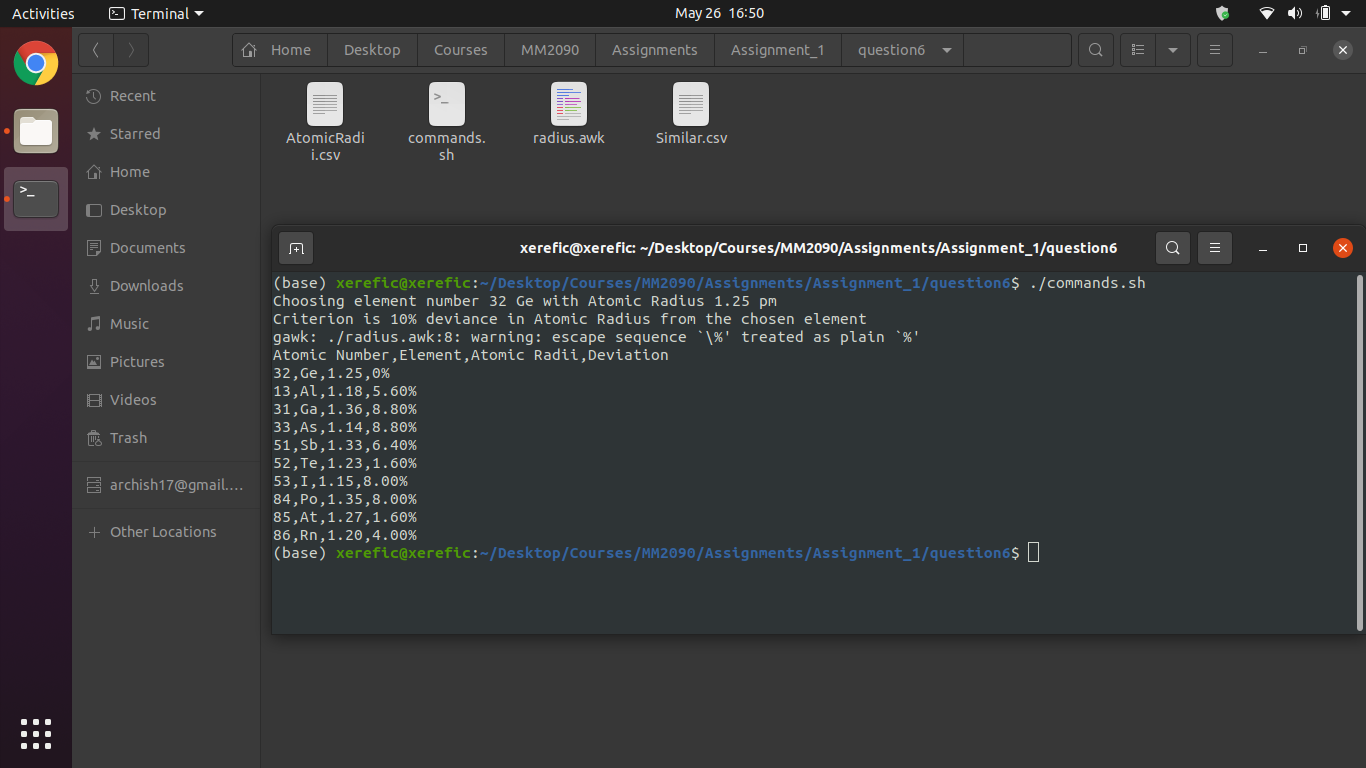 Activities
Terminal
May 26 16:50
Home
Desktop
Courses
MM2090
Assignments
Assignment_1
question6
Recent
Starred
Home
Desktop
Documents
Downloads
Music
Pictures
Videos
Trash
archish17@gmail.…
Other Locations
AtomicRadi
i.csv
commands.
sh
radius.awk
Similar.csv
xerefic@xerefic: ~/Desktop/Courses/MM2090/Assignments/Assignment_1/question6
(base) xerefic@xerefic:~/Desktop/Courses/MM2090/Assignments/Assignment_1/question6$ ./commands.sh
Choosing element number 32 Ge with Atomic Radius 1.25 pm
Criterion is 10% deviance in Atomic Radius from the chosen element
gawk: ./radius.awk:8: warning: escape sequence `\%' treated as plain `%'
Atomic Number,Element,Atomic Radii,Deviation
32,Ge,1.25,0%
13,Al,1.18,5.60%
31,Ga,1.36,8.80%
33,As,1.14,8.80%
51,Sb,1.33,6.40%
52,Te,1.23,1.60%
53,I,1.15,8.00%
84,Po,1.35,8.00%
85,At,1.27,1.60%
86,Rn,1.20,4.00%
(base) xerefic@xerefic:~/Desktop/Courses/MM2090/Assignments/Assignment_1/question6$